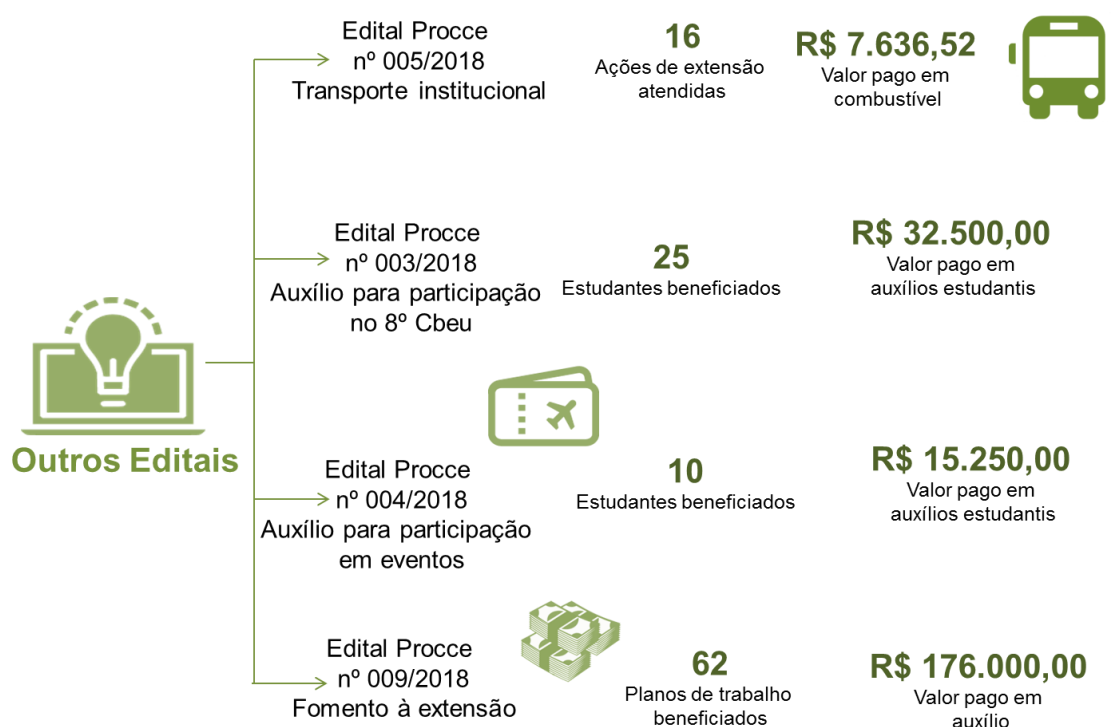 Edital Procce
nº 005/2018
Transporte institucional
16
Ações de extensão
atendidas
R$ 7.636,52
Valor pago em
combustível
Edital Procce
nº 003/2018
Auxílio para participação
no 8º Cbeu
25
Estudantes beneficiados
R$ 32.500,00
Valor pago em
auxílios estudantis
Outros Editais
Edital Procce
nº 004/2018
Auxílio para participação
em eventos
10
Estudantes beneficiados
R$ 15.250,00
Valor pago em
auxílios estudantis
Edital Procce
nº 009/2018
Fomento à extensão
62
Planos de trabalho
beneficiados
R$ 176.000,00
Valor pago em
auxílio